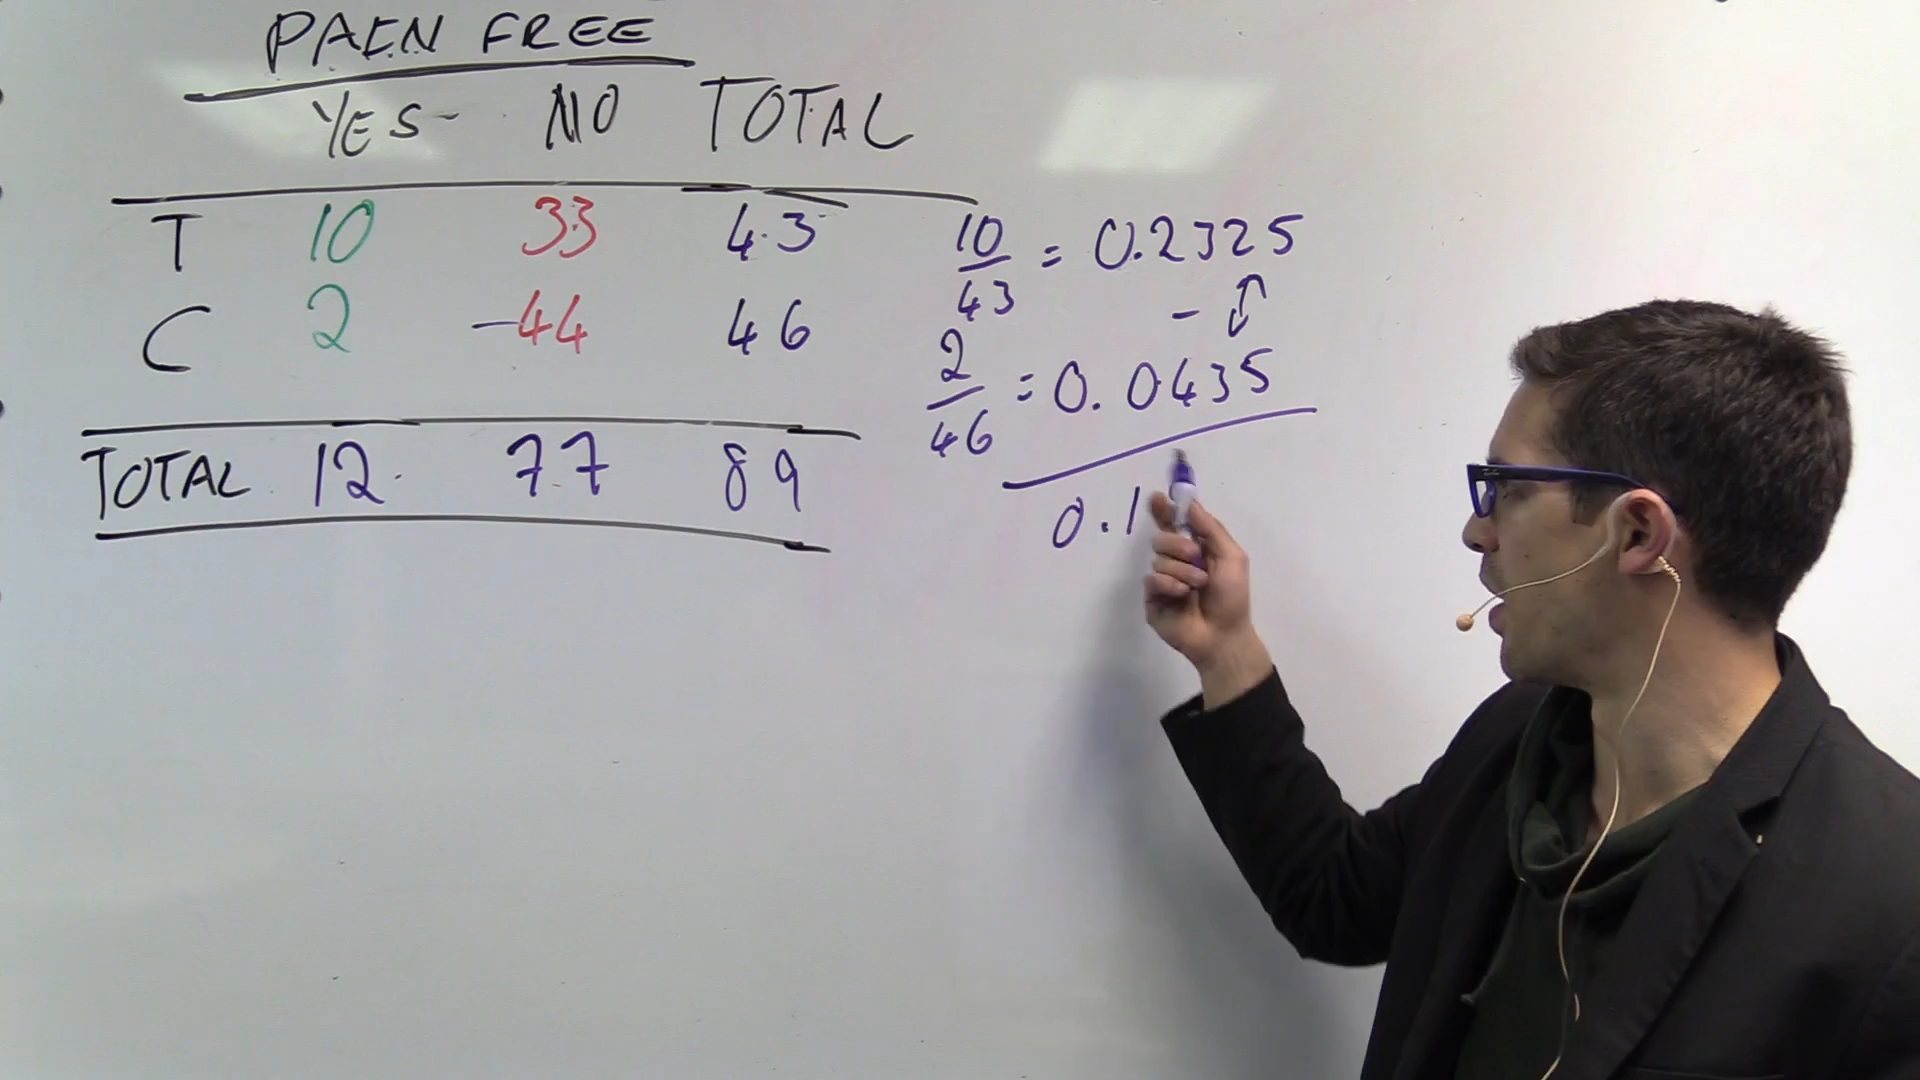 PAIN FREE
YES NO TOTAL
T 10 33 43 10/43 = 0.2325
-
C 2 44 46 2/46 = 0.0435
TOTAL 12 77 89 0.1